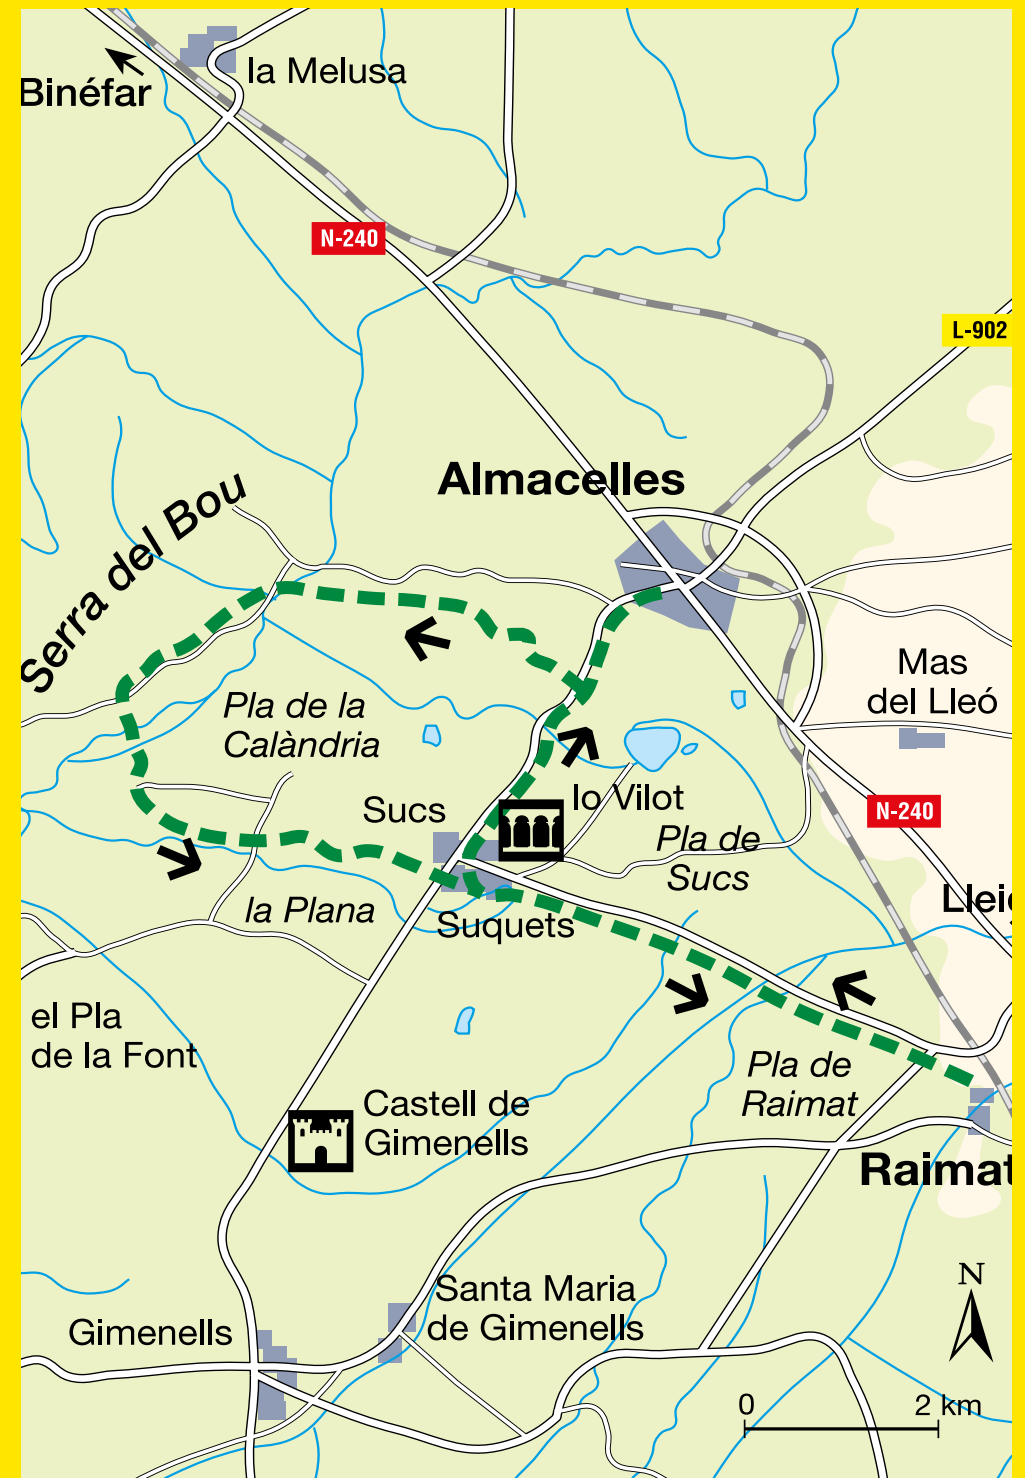 la Melusa
Binéfar
N-240
L-902
Almacelles
Serra del Bou
Mas
del Lleó
Pla de la
Calàndria
lo Vilot
Sucs
N-240
Pla de
Sucs
la Plana
Suquets
el Pla
de la Font
Pla de
Raimat
Castell de
Gimenells
Raimat
N
Santa Maria
de Gimenells
Gimenells
0
2 km